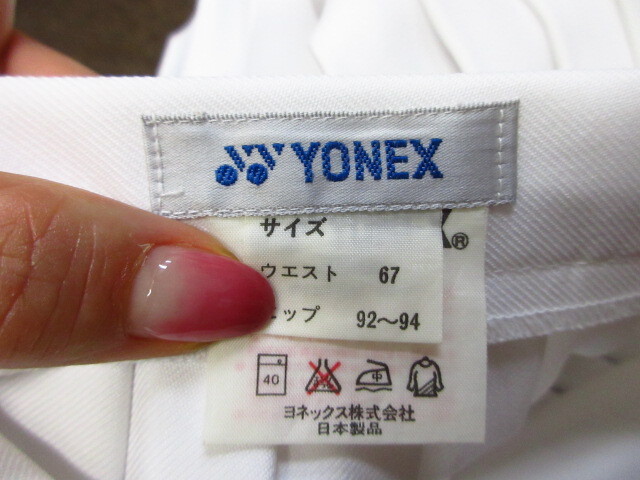 YONEX
サイズ
ウエスト 67
ップ 92〜94
40
中
ヨネックス株式会社
日本製品